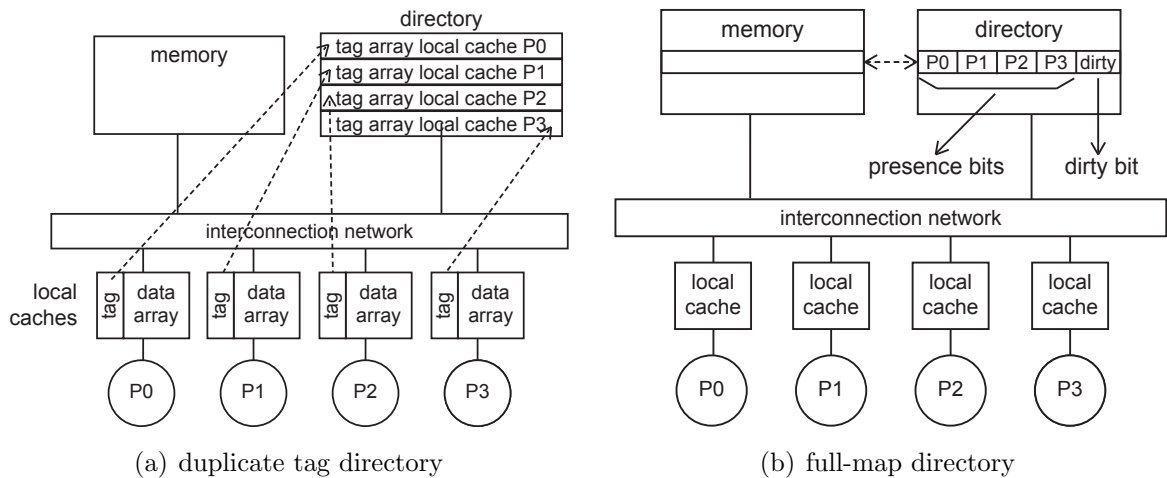 directory
memory
tag array local cache P0
tag array local cache P1
tag array local cache P2
tag array local cache P3
interconnection network
local
caches
tag
data
array
tag
data
array
tag
data
array
tag
data
array
P0
P1
P2
P3
(a) duplicate tag directory
memory
directory
P0 P1 P2 P3 dirty
presence bits
dirty bit
interconnection network
local
cache
local
cache
local
cache
local
cache
P0
P1
P2
P3
(b) full-map directory